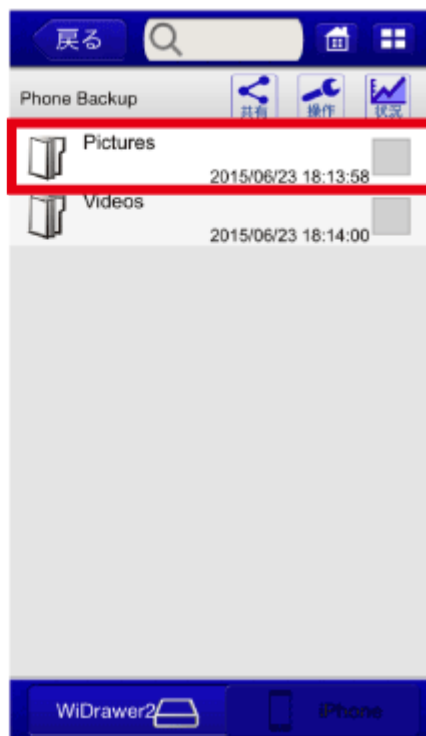 戻る
Phone Backup
共有 操作 状況
Pictures
2015/06/23 18:13:58
Videos
2015/06/23 18:14:00
WiDrawer2 iPhone